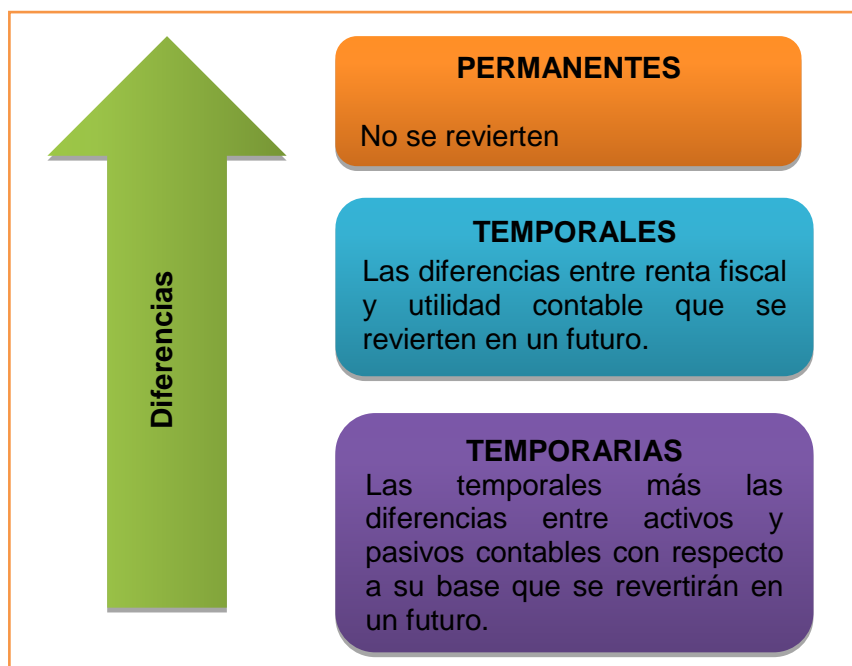 Diferencias
PERMANENTES
No se revierten
TEMPORALES
Las diferencias entre renta fiscal
y utilidad contable que se
revierten en un futuro.
TEMPORARIAS
Las temporales más las
diferencias entre activos y
pasivos contables con respecto
a su base que se revertirán en
un futuro.